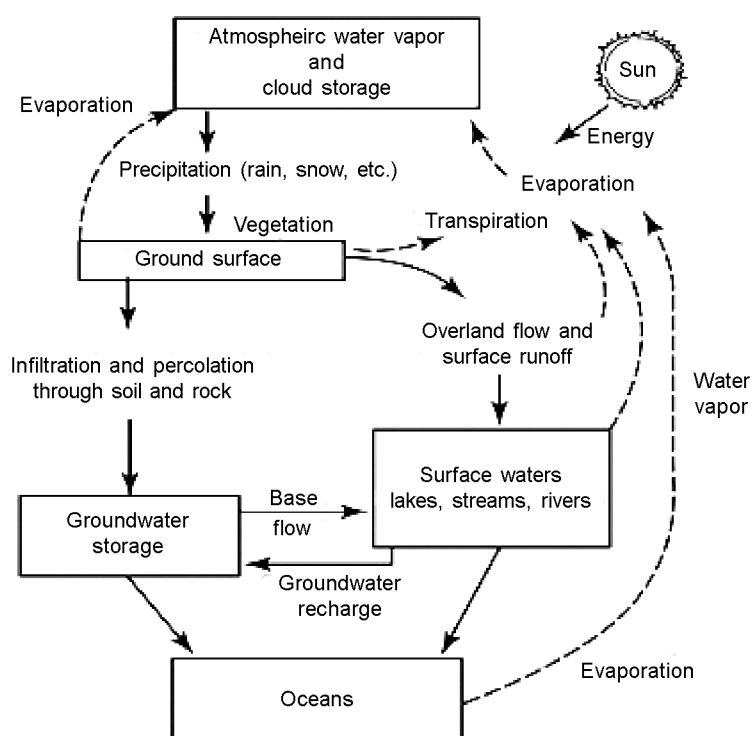 Atmospheirc water vapor
and
cloud storage
Sun
Evaporation
Energy
Precipitation (rain, snow, etc.)
Evaporation
Vegetation
Transpiration
Ground surface
Overland flow and
surface runoff
Infiltration and percolation
through soil and rock
Water
vapor
Surface waters
lakes, streams, rivers
Base
flow
Groundwater
storage
Groundwater
recharge
Evaporation
Oceans